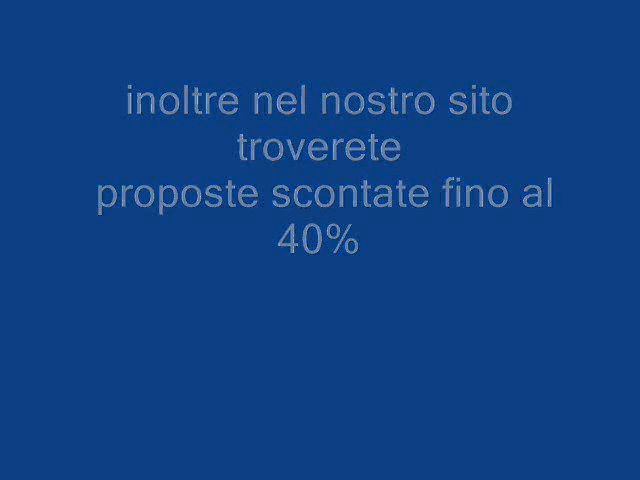 inoltre nel nostro sito
troverete
proposte scontate fino al
40%